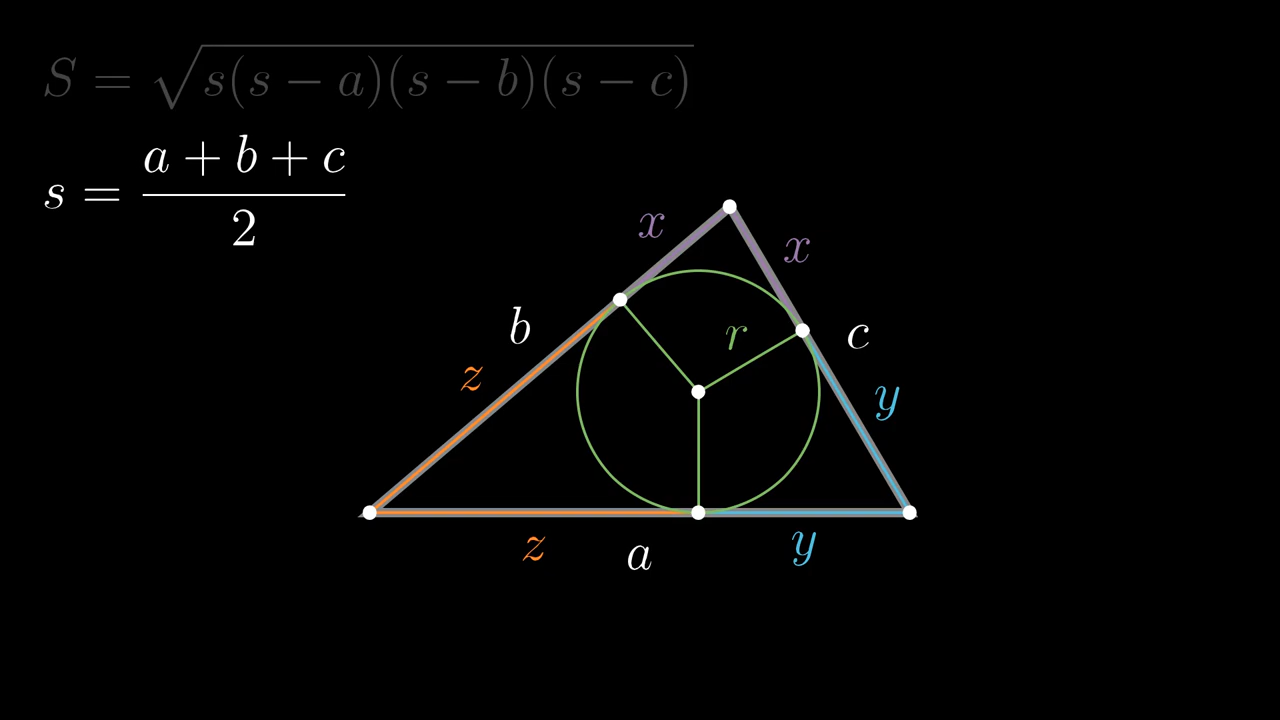 S = √s(s − a)(s − b)(s − c)
s = a + b + c / 2
x
x
b
r
c
z
y
z
a
y